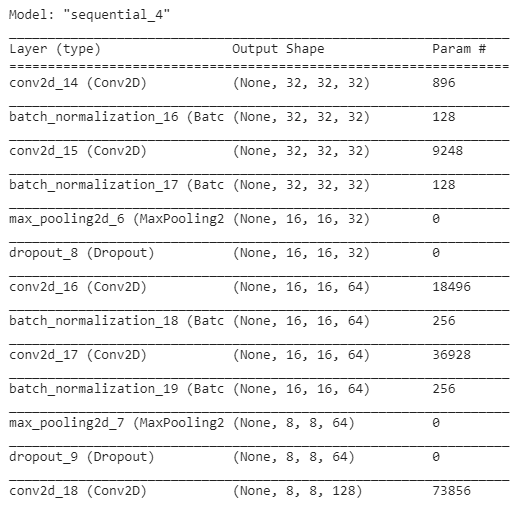 Model: "sequential_4"
_________________________________________________________________
Layer (type)                 Output Shape              Param #
=================================================================
conv2d_14 (Conv2D)           (None, 32, 32, 32)        896
_________________________________________________________________
batch_normalization_16 (Batc (None, 32, 32, 32)        128
_________________________________________________________________
conv2d_15 (Conv2D)           (None, 32, 32, 32)        9248
_________________________________________________________________
batch_normalization_17 (Batc (None, 32, 32, 32)        128
_________________________________________________________________
max_pooling2d_6 (MaxPooling2 (None, 16, 16, 32)        0
_________________________________________________________________
dropout_8 (Dropout)          (None, 16, 16, 32)        0
_________________________________________________________________
conv2d_16 (Conv2D)           (None, 16, 16, 64)        18496
_________________________________________________________________
batch_normalization_18 (Batc (None, 16, 16, 64)        256
_________________________________________________________________
conv2d_17 (Conv2D)           (None, 16, 16, 64)        36928
_________________________________________________________________
batch_normalization_19 (Batc (None, 16, 16, 64)        256
_________________________________________________________________
max_pooling2d_7 (MaxPooling2 (None, 8, 8, 64)          0
_________________________________________________________________
dropout_9 (Dropout)          (None, 8, 8, 64)          0
_________________________________________________________________
conv2d_18 (Conv2D)           (None, 8, 8, 128)         73856